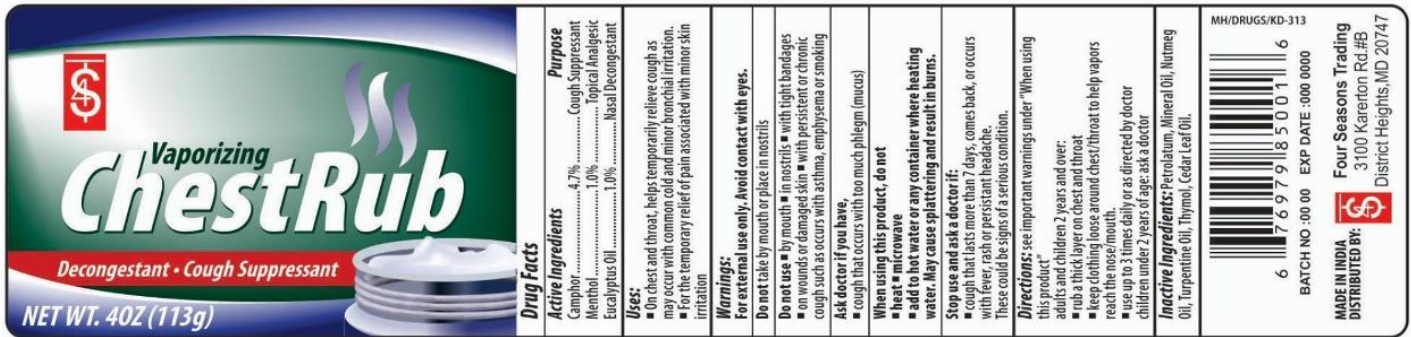 Vaporizing
ChestRub
Decongestant • Cough Suppressant
NET WT. 4OZ (113g)
Drug Facts
Active Ingredients Purpose
Camphor....................4.7% ............ Cough Suppressant
Menthol.....................1.0% ............ Topical Analgesic
Eucalyptus Oil............1.0% ............ Nasal Decongestant
Uses:
▪ On chest and throat, helps temporarily relieve cough as
may occur with common cold and minor bronchial irritation.
▪ For the temporary relief of pain associated with minor skin
irritation
Warnings:
For external use only. Avoid contact with eyes.
Do not take by mouth or place in nostrils
Do not use ▪ by mouth ▪ in nostrils ▪ with tight bandages
▪ on wounds or damaged skin ▪ with persistent or chronic
cough such as occurs with asthma, emphysema or smoking
Ask doctor if you have,
▪ cough that occurs with too much phlegm (mucus)
When using this product, do not
▪ heat ▪ microwave
▪ add to hot water or any container where heating
water. May cause splattering and result in burns.
Stop use and ask a doctor if:
▪ cough that lasts more than 7 days, comes back, or occurs
with fever, rash or persistent headache.
These could be signs of a serious condition.
Directions: see important warnings under "When using
this product"
adults and children 2 years and over:
▪ rub a thick layer on chest and throat
▪ keep clothing loose around chest/throat to help vapors
reach the nose/mouth.
▪ use up to 3 times daily or as directed by doctor
children under 2 years of age: ask a doctor
Inactive Ingredients: Petrolatum, Mineral Oil, Nutmeg
Oil, Turpentine Oil, Thymol, Cedar Leaf Oil.
MH/DRUGS/KD-313
6 76979 85001 6
BATCH NO :00 00 EXP DATE :000 0000
MADE IN INDIA
DISTRIBUTED BY:
Four Seasons Trading
3100 Kaverton Rd.#B
District Heights,MD 20747